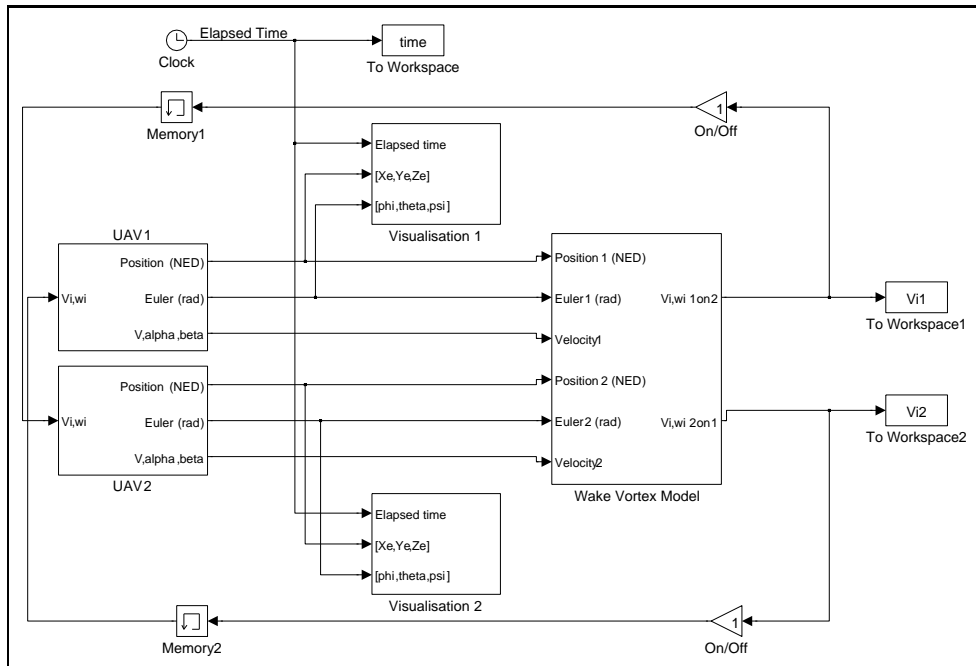 Elapsed Time
time
Clock
To Workspace
1
Memory1
On/Off
Elapsed time
[Xe,Ye,Ze]
[phi,theta,psi]
Visualisation 1
UAV1
Position (NED)
Vi,wi
Euler (rad)
V,alpha,beta
Position 1 (NED)
Euler1 (rad)
Vi,wi 1on2
Velocity1
Position 2 (NED)
Euler2 (rad)
Vi,wi 2on1
Velocity2
Wake Vortex Model
Vi1
To Workspace1
Position (NED)
Vi,wi
Euler (rad)
V,alpha,beta
UAV2
Vi2
To Workspace2
Elapsed time
[Xe,Ye,Ze]
[phi,theta,psi]
Visualisation 2
1
Memory2
On/Off